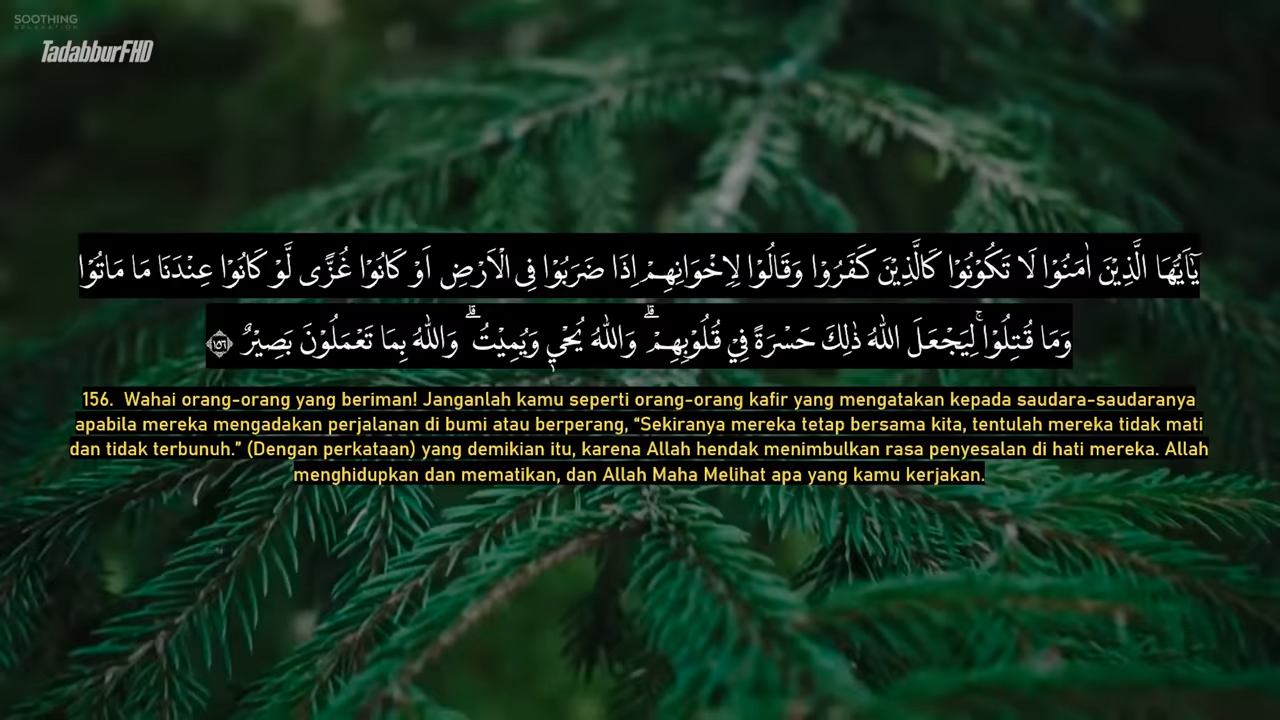 SOOTHING
RELAXATION
TadabburFHD
يٰٓاَيُّهَا الَّذِيْنَ اٰمَنُوْا لَا تَكُوْنُوْا كَالَّذِيْنَ كَفَرُوْا وَقَالُوْا لِاِخْوَانِهِمْ اِذَا ضَرَبُوْا فِى الْاَرْضِ اَوْ كَانُوْا غُزًّى لَّوْ كَانُوْا عِنْدَنَا مَا مَاتُوْا
وَمَا قُتِلُوْاۚ لِيَجْعَلَ اللّٰهُ ذٰلِكَ حَسْرَةً فِيْ قُلُوْبِهِمْۗ وَاللّٰهُ يُحْيٖ وَيُمِيْتُۗ وَاللّٰهُ بِمَا تَعْمَلُوْنَ بَصِيْرٌ ١٥٦
156. Wahai orang-orang yang beriman! Janganlah kamu seperti orang-orang kafir yang mengatakan kepada saudara-saudaranya
apabila mereka mengadakan perjalanan di bumi atau berperang, “Sekiranya mereka tetap bersama kita, tentulah mereka tidak mati
dan tidak terbunuh.” (Dengan perkataan) yang demikian itu, karena Allah hendak menimbulkan rasa penyesalan di hati mereka. Allah
menghidupkan dan mematikan, dan Allah Maha Melihat apa yang kamu kerjakan.